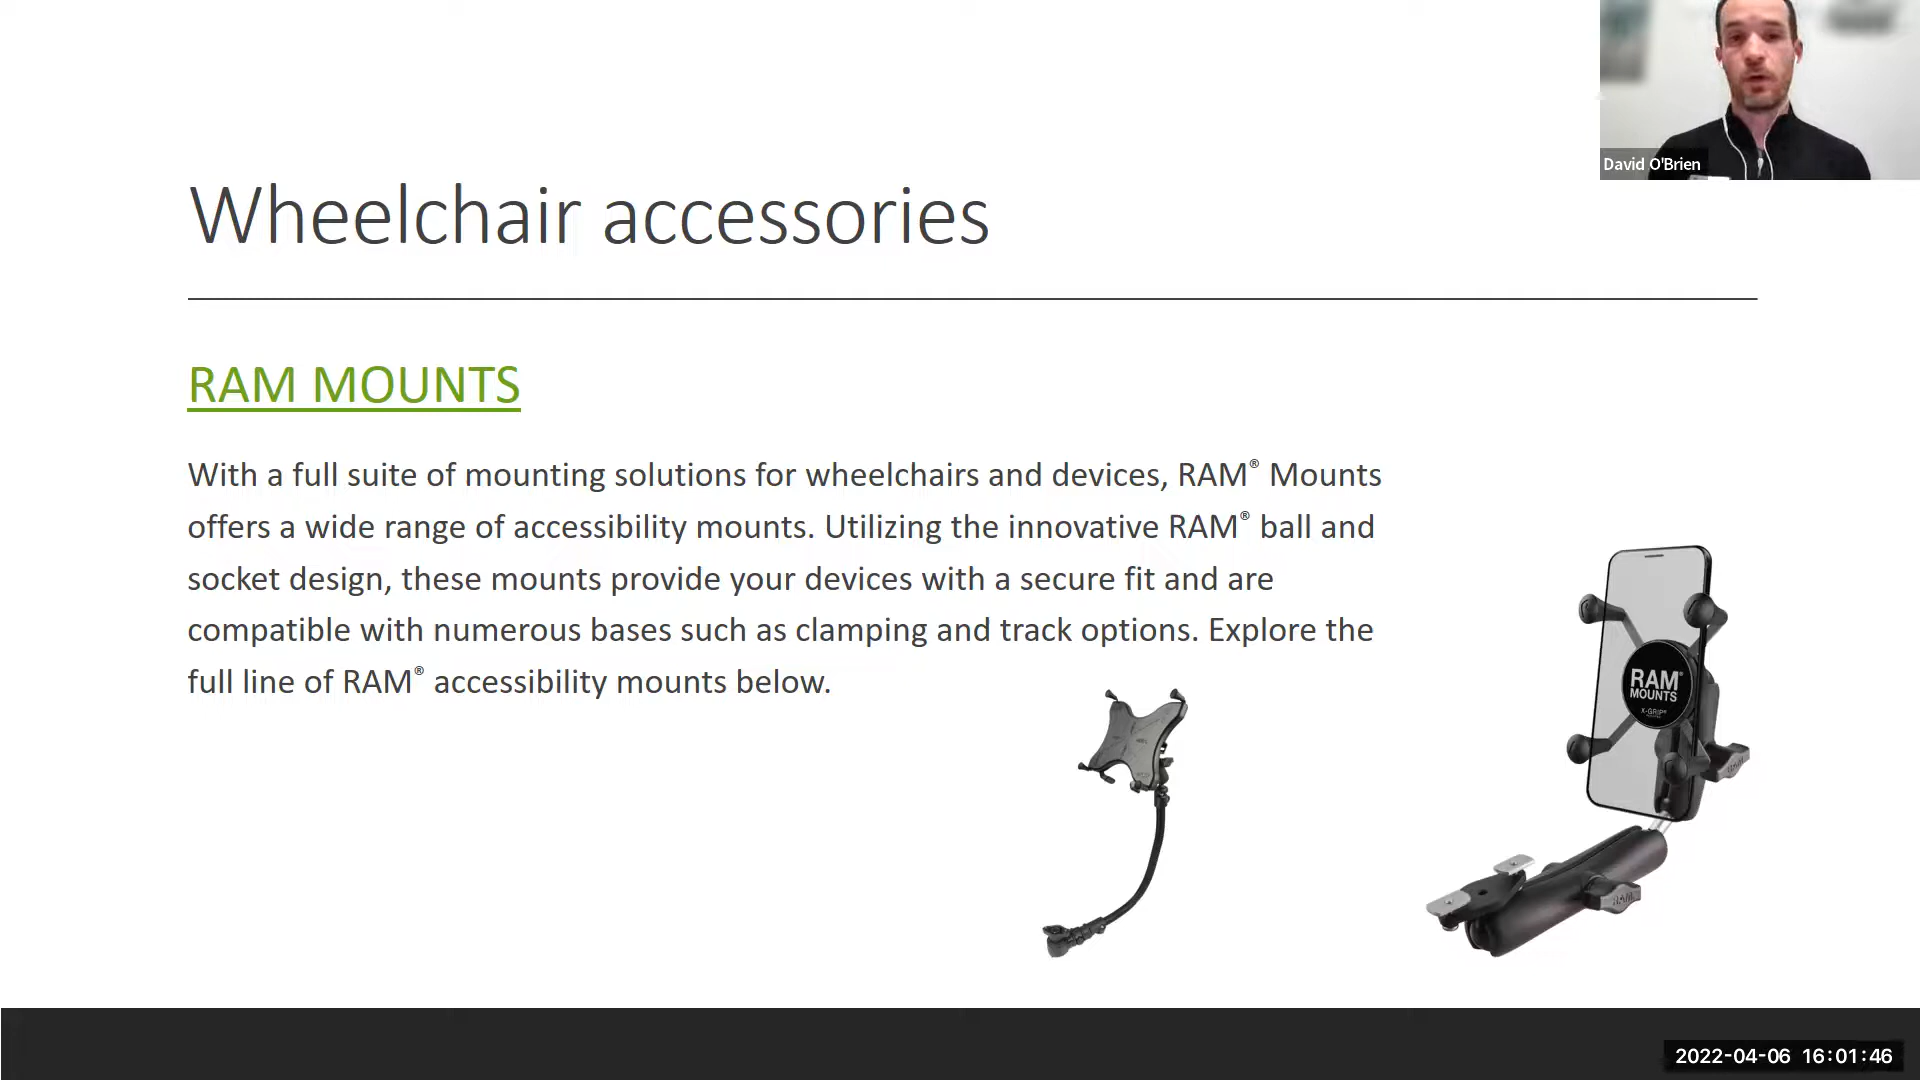 David O'Brien
Wheelchair accessories
RAM MOUNTS
With a full suite of mounting solutions for wheelchairs and devices, RAM® Mounts
offers a wide range of accessibility mounts. Utilizing the innovative RAM® ball and
socket design, these mounts provide your devices with a secure fit and are
compatible with numerous bases such as clamping and track options. Explore the
full line of RAM® accessibility mounts below.
RAM®
MOUNTS
X-GRIP®
RAM
2022-04-06 16:01:46